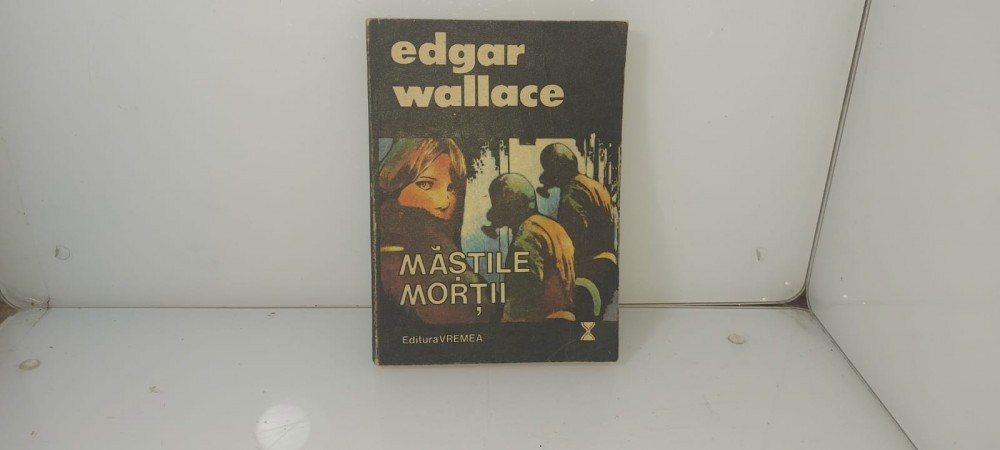 edgar
wallace
MĂȘTILE
MORȚII
Editura VREMEA